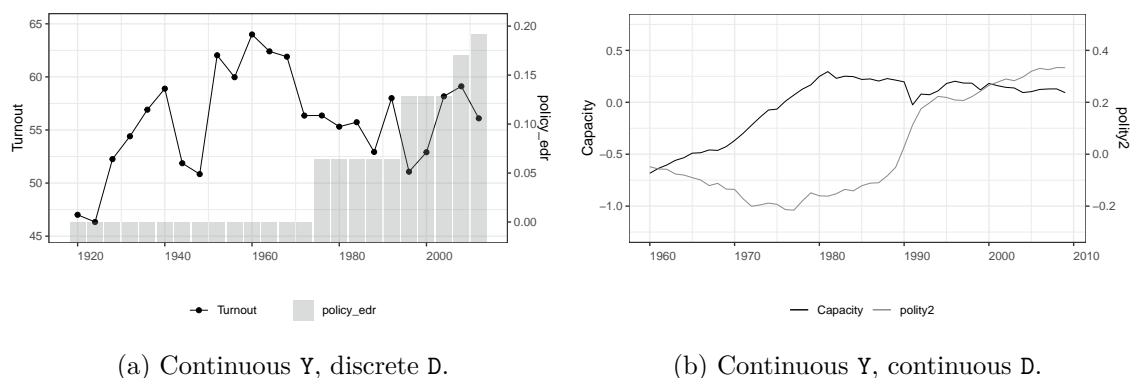 65
60
55
50
45
Turnout
0.20
0.15
0.10
0.05
0.00
policy_edr
1920 1940 1960 1980 2000
Turnout policy_edr
(a) Continuous Y, discrete D.
0.5
0.0
−0.5
−1.0
Capacity
0.4
0.2
0.0
−0.2
polity2
1960 1970 1980 1990 2000 2010
Capacity polity2
(b) Continuous Y, continuous D.